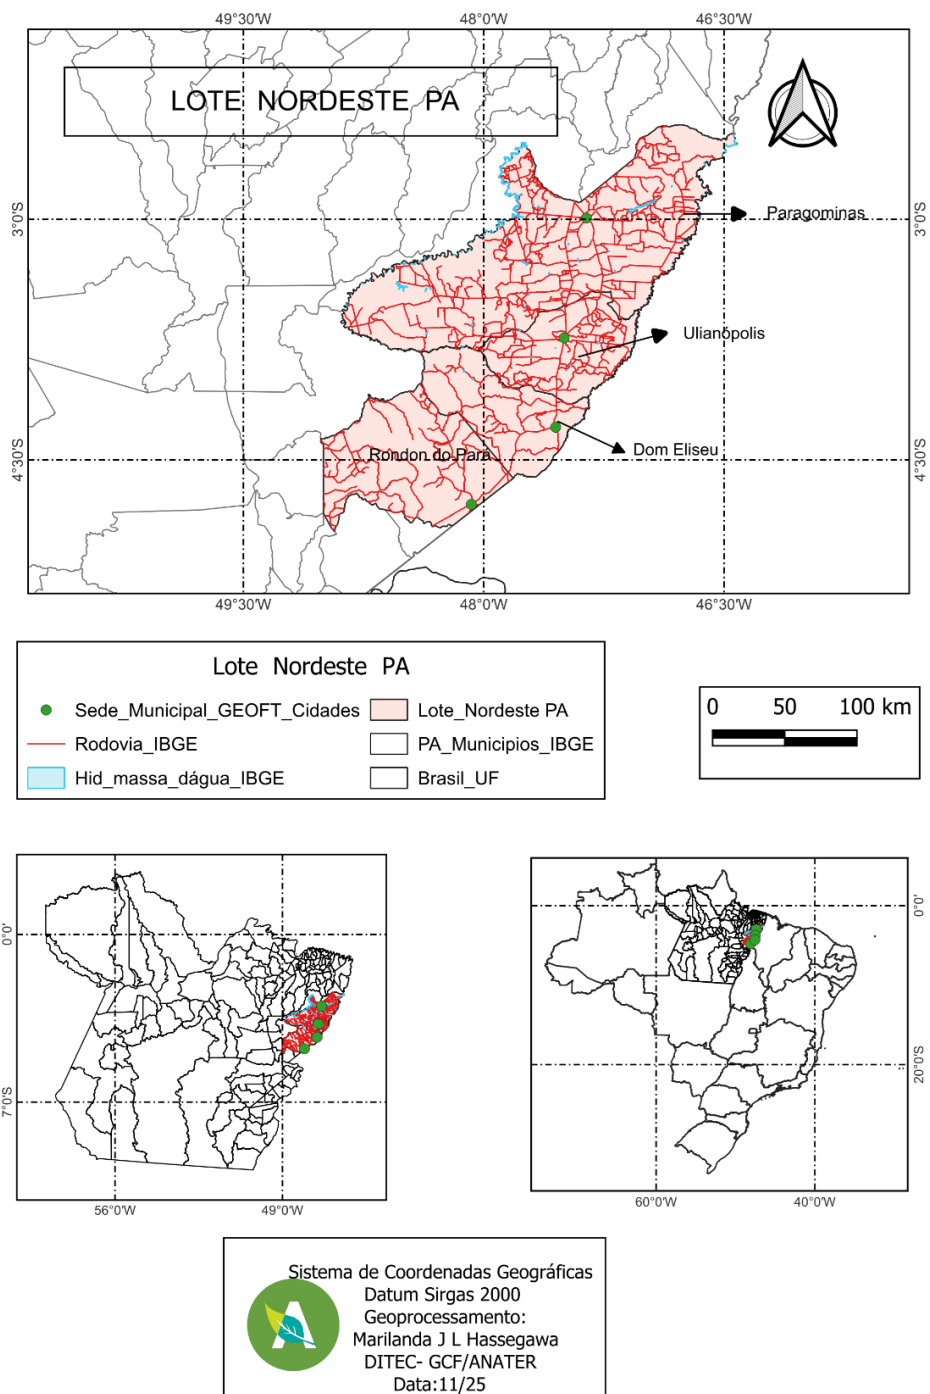 49°30'W 48°0'W 46°30'W
LOTE NORDESTE PA
Paragominas
3°0'S 3°0'S
Ulianópolis
Dom Eliseu
Rondon do Pará
4°30'S 4°30'S
49°30'W 48°0'W 46°30'W
Lote Nordeste PA
Sede_Municipal_GEOFT_Cidades Lote_Nordeste PA
Rodovia_IBGE PA_Municipios_IBGE
Hid_massa_dágua_IBGE Brasil_UF
0 50 100 km
0°0' 0°0'
7°0'S 20°0'S
56°0'W 49°0'W 60°0'W 40°0'W
Sistema de Coordenadas Geográficas
Datum Sirgas 2000
Geoprocessamento:
Marilanda J L Hassegawa
DITEC- GCF/ANATER
Data:11/25
A